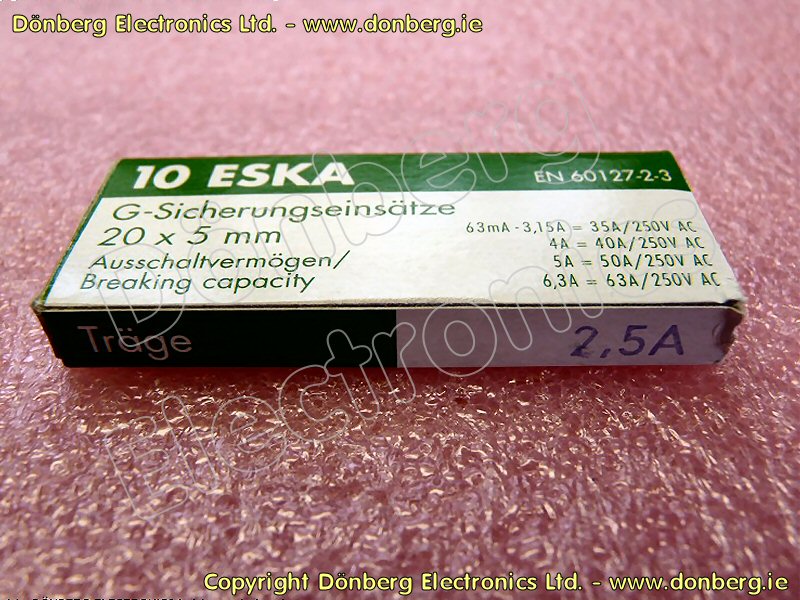 Dönberg Electronics Ltd. - www.donberg.ie
10 ESKA
EN 60127-2-3
G-Sicherungseinsätze
20 x 5 mm
Ausschaltvermögen/
Breaking capacity
63mA - 3,15A = 35A/250V AC
4A = 40A/250V AC
5A = 50A/250V AC
6,3A = 63A/250V AC
Träge
2,5A
Dönberg
Electronics
Copyright Dönberg Electronics Ltd. - www.donberg.ie